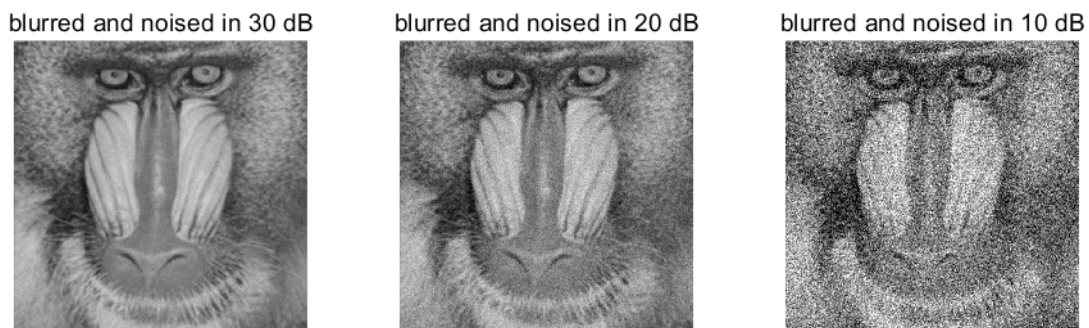 blurred and noised in 30 dB
blurred and noised in 20 dB
blurred and noised in 10 dB